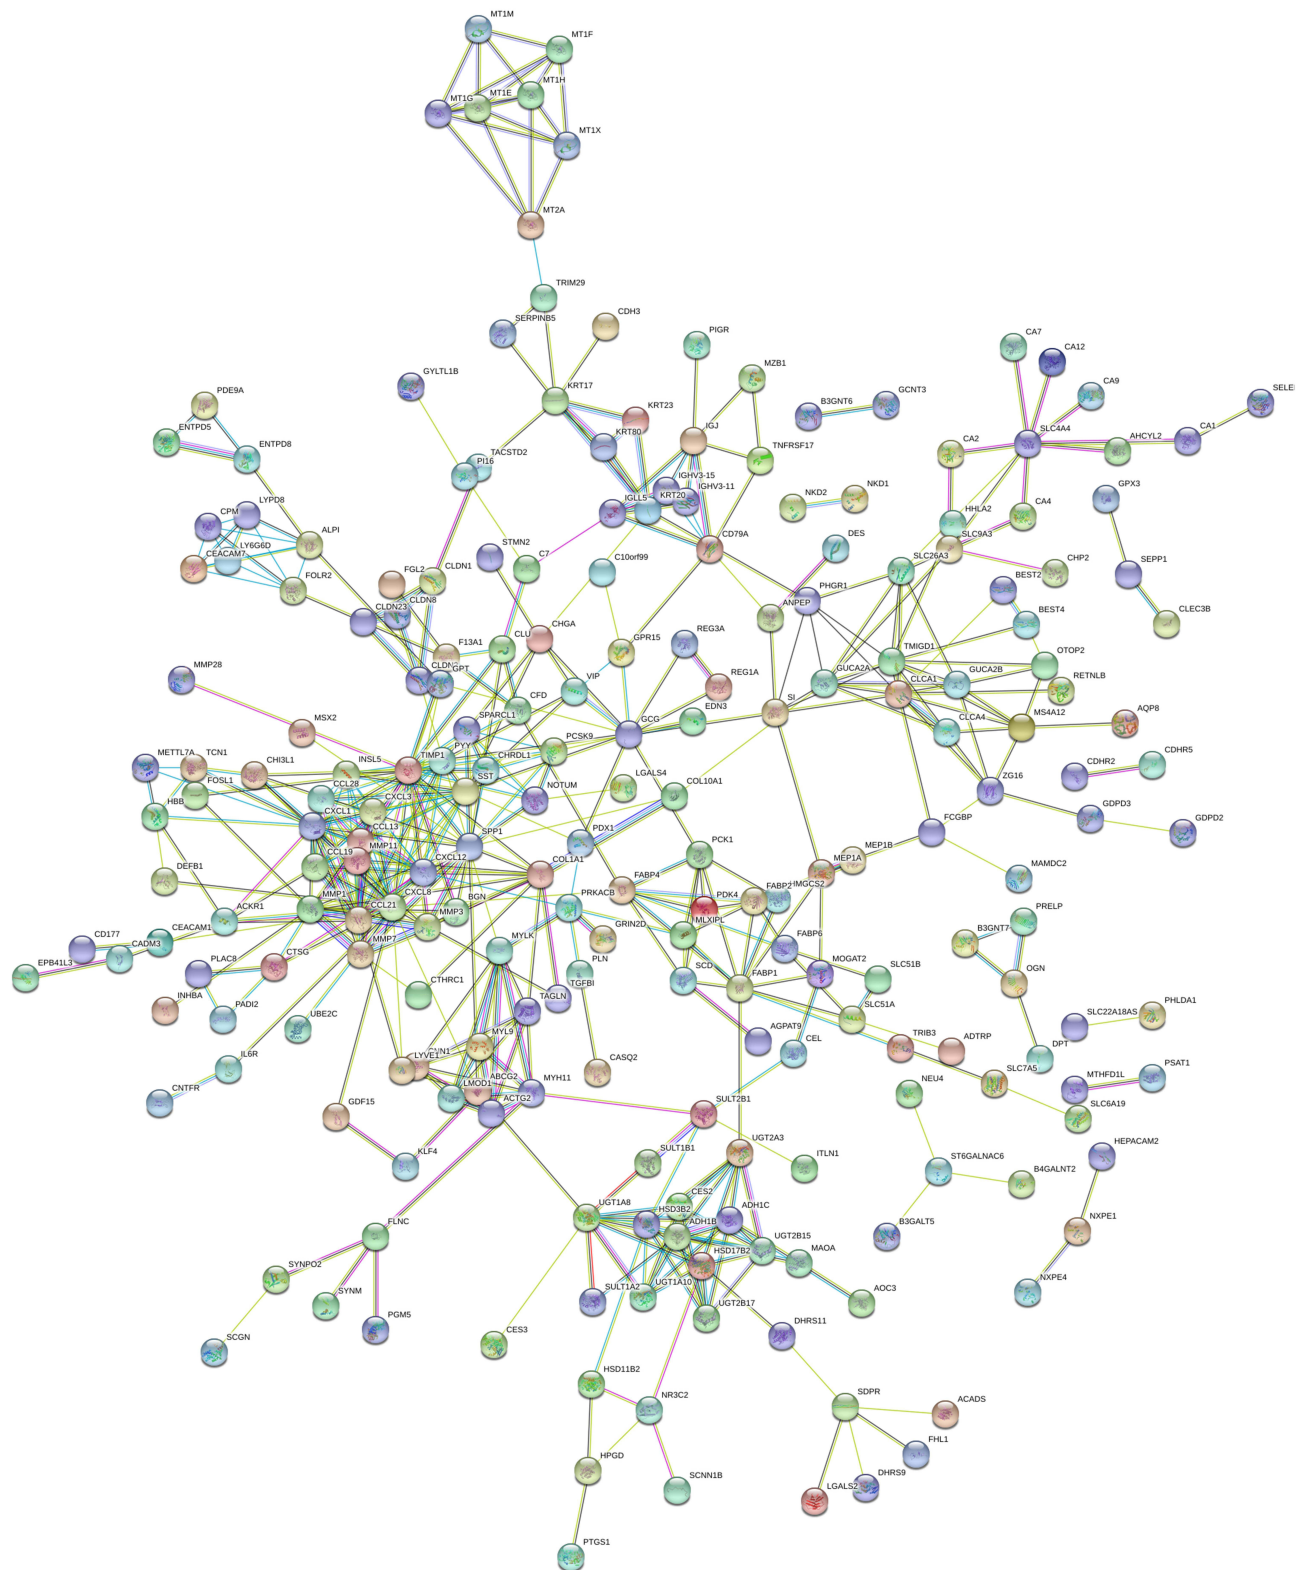 MT1M
MT1F
MT1H
MT1E
MT1G
MT1X
MT2A
TRIM29
SERPINB5
CDH3
PIGR
CA7
CA12
MZB1
GYLTL1B
PDE9A
CA9
KRT17
B3GNT6
GCNT3
KRT23
ENTPD5
IGJ
SLC4A4
CA1
ENTPD8
KRT80
CA2
AHCYL2
TNFRSF17
TACSTD2
PI16
IGHV3-15
IGHV3-11
NKD2
NKD1
GPX3
LYPD8
IGLL5
KRT20
CPM
HHLA2
CA4
ALPI
CD79A
DES
SLC9A3
STMN2
LY6G6D
CEACAM7
C7
C10orf99
SLC26A3
CHP2
SEPP1
FGL2
CLDN1
FOLR2
PHGR1
BEST2
ANPEP
CLDN8
CLDN23
BEST4
CLEC3B
CHGA
REG3A
F13A1
CLU
GPR15
TMIGD1
OTOP2
GUCA2A
GUCA2B
MMP28
GPT
VIP
REG1A
CLCA1
RETNLB
CFD
SI
EDN3
MSX2
SPARCL1
GCG
CLCA4
MS4A12
AQP8
PCSK9
METTL7A
TCN1
CHI3L1
INSL5
TIMP1
PYY
CHRDL1
CDHR2
CDHR5
SST
LGALS4
ZG16
FOSL1
CCL28
CXCL3
NOTUM
COL10A1
HBB
CXCL1
GDPD3
GDPD2
CCL13
SPP1
PDX1
FCGBP
MMP11
PCK1
CCL19
CXCL12
COL1A1
MEP1B
MEP1A
DEFB1
FABP4
MAMDC2
MMP1
CXCL8
BGN
PDK4
FABP2
HMGCS2
CCL21
MMP3
PRKACB
ACKR1
GRIN2D
MLXIPL
PRELP
CD177
CADM3
CEACAM1
MMP7
MYLK
PLN
FABP6
B3GNT7
EPB41L3
PLAC8
CTSG
TGFBI
SCD
FABP1
MOGAT2
SLC51B
OGN
INHBA
CTHRC1
TAGLN
PADI2
UBE2C
SLC51A
SLC22A18AS
PHLDA1
MYL9
AGPAT9
CEL
TRIB3
ADTRP
DPT
IL6R
LYVE1
CASQ2
PSAT1
SLC7A5
MTHFD1L
CNTFR
LMOD1
ABCG2
MYH11
NEU4
GDF15
ACTG2
SULT2B1
SLC6A19
UGT2A3
HEPACAM2
KLF4
SULT1B1
ITLN1
ST6GALNAC6
B4GALNT2
CES2
UGT1A8
HSD3B2
ADH1C
B3GALT5
NXPE1
FLNC
ADH1B
UGT2B15
MAOA
HSD17B2
SYNPO2
NXPE4
SYNM
SULT1A2
UGT1A10
AOC3
UGT2B17
PGM5
DHRS11
SCGN
CES3
HSD11B2
NR3C2
SDPR
ACADS
FHL1
HPGD
SCNN1B
DHRS9
LGALS2
PTGS1